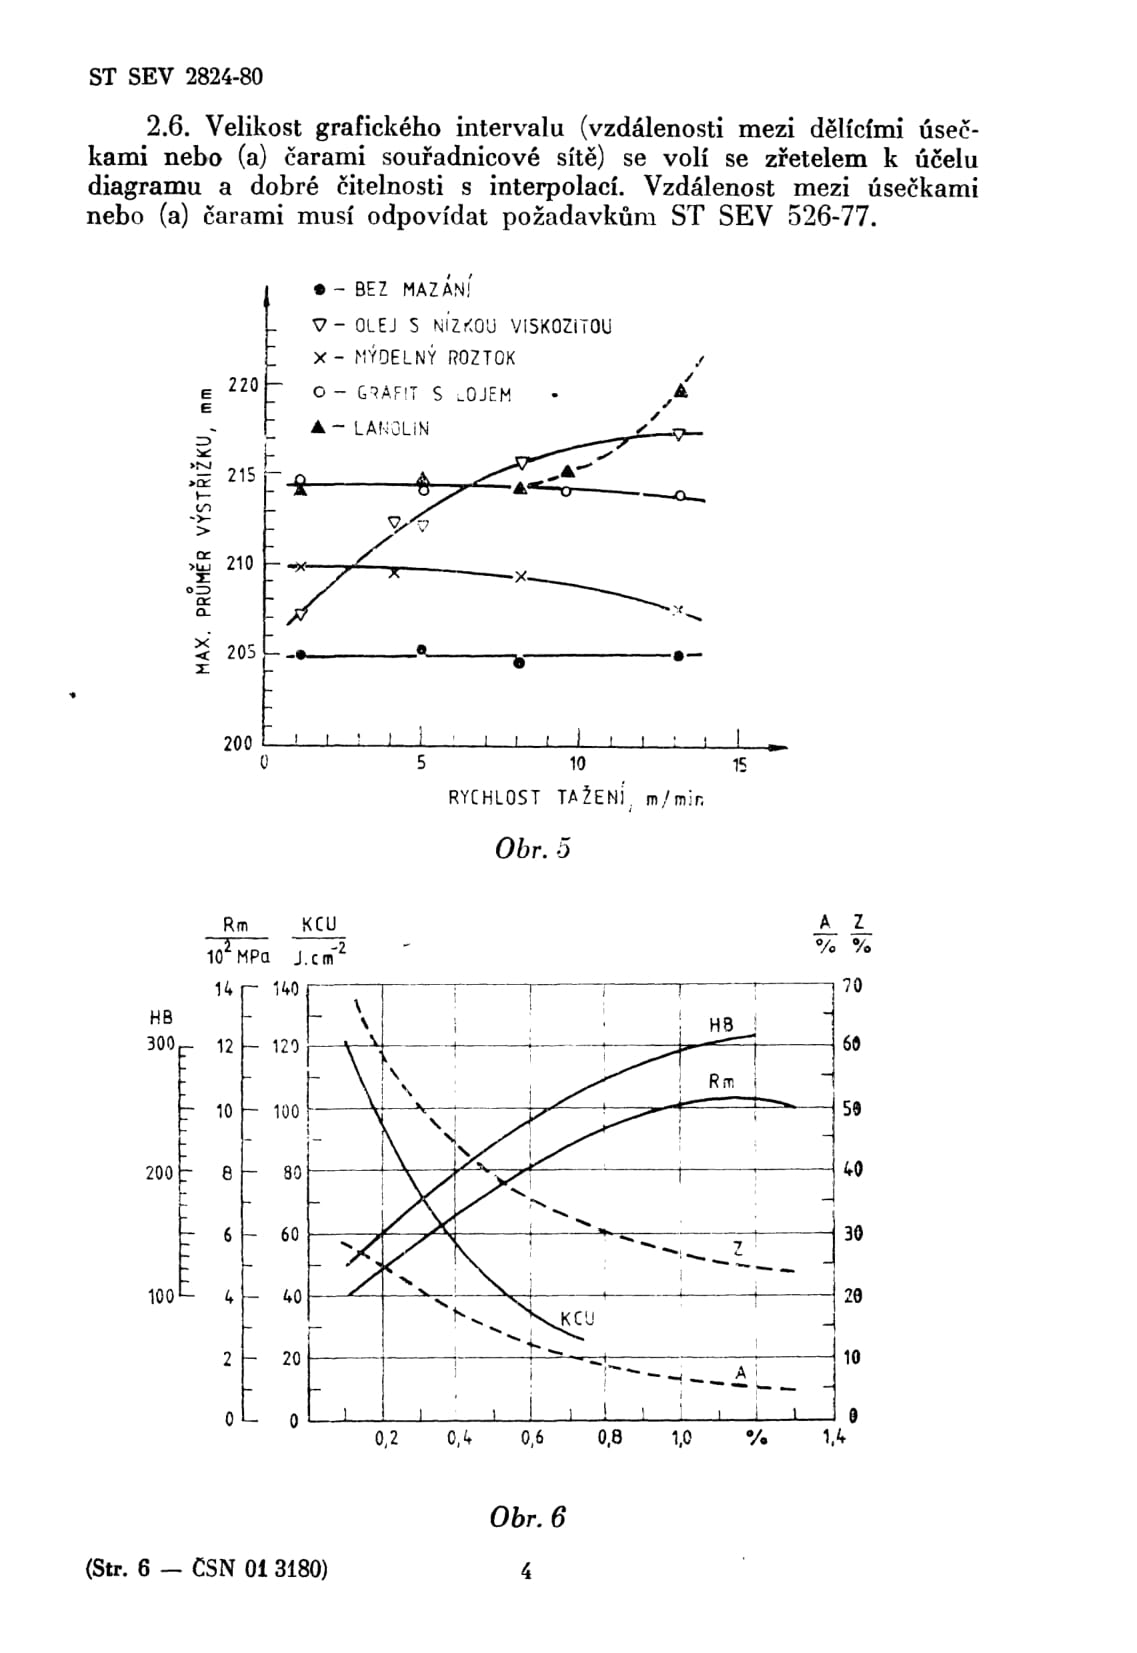 ST SEV 2824-80
2.6. Velikost grafického intervalu (vzdálenosti mezi dělícími úseč-
kami nebo (a) čarami souřadnicové sítě) se volí se zřetelem k účelu
diagramu a dobré čitelnosti s interpolací. Vzdálenost mezi úsečkami
nebo (a) čarami musí odpovídat požadavkům ST SEV 526-77.
● – BEZ MAZÁNÍ
▽ – OLEJ S NÍZKOU VISKOZITOU
× – MÝDELNÝ ROZTOK
○ – GRAFIT S LOJEM
▲ – LANOLIN
MAX. PRŮMĚR VÝSTŘIŽKU, mm
220
215
210
205
200
0 5 10 15
RYCHLOST TAŽENÍ, m/min
Obr. 5
Rm KCU A Z
10² MPa J.cm⁻² % %
14 140 70
HB
300 12 120 60
10 100 50
200 8 80 40
6 60 30
100 4 40 20
2 20 10
0 0 0
HB
Rm
Z
KCU
A
0,2 0,4 0,6 0,8 1,0 % 1,4
Obr. 6
(Str. 6 — ČSN 01 3180) 4